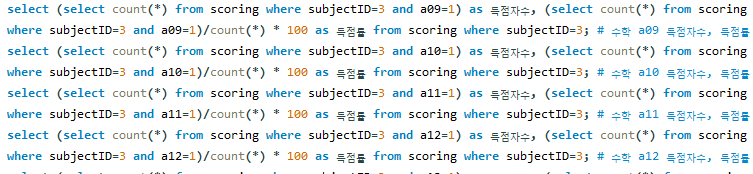 select (select count(*) from scoring where subjectID=3 and a09=1) as 득점자수, (select count(*) from scoring
where subjectID=3 and a09=1)/count(*) * 100 as 득점률 from scoring where subjectID=3; # 수학 a09 득점자수, 득점률
select (select count(*) from scoring where subjectID=3 and a10=1) as 득점자수, (select count(*) from scoring
where subjectID=3 and a10=1)/count(*) * 100 as 득점률 from scoring where subjectID=3; # 수학 a10 득점자수, 득점률
select (select count(*) from scoring where subjectID=3 and a11=1) as 득점자수, (select count(*) from scoring
where subjectID=3 and a11=1)/count(*) * 100 as 득점률 from scoring where subjectID=3; # 수학 a11 득점자수, 득점률
select (select count(*) from scoring where subjectID=3 and a12=1) as 득점자수, (select count(*) from scoring
where subjectID=3 and a12=1)/count(*) * 100 as 득점률 from scoring where subjectID=3; # 수학 a12 득점자수, 득점률